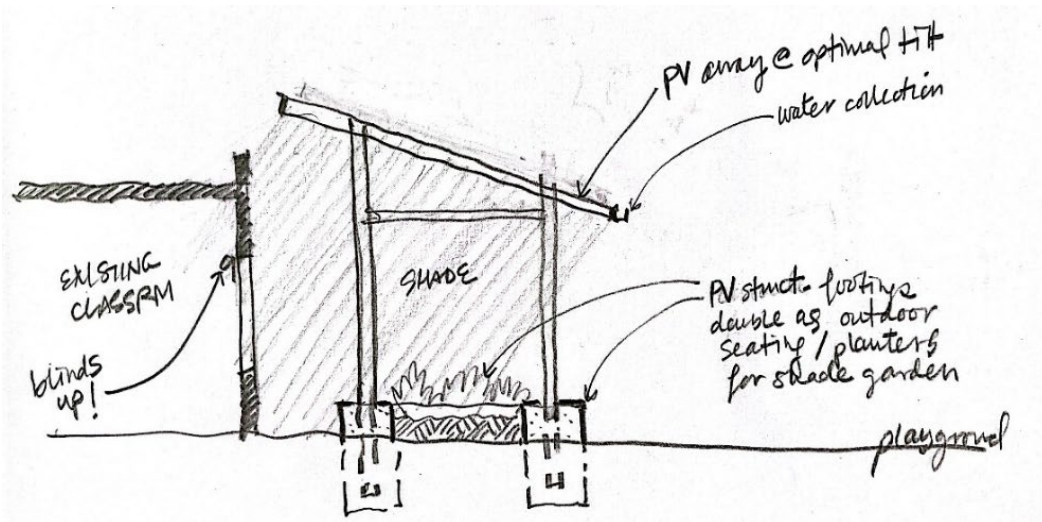 PV array @ optimal tilt
water collection
EXISTING
CLASSRM
SHADE
blinds
up!
PV struct. footings
double as outdoor
seating / planters
for shade garden
playground